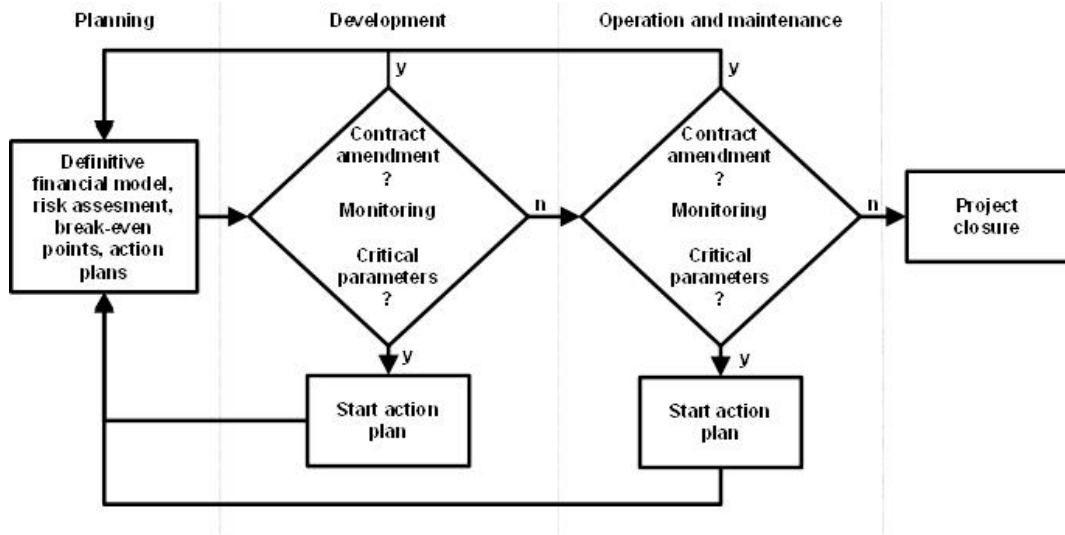 Planning
Development
Operation and maintenance
y
y
Definitive
financial model,
risk assesment,
break-even
points, action
plans
Contract
amendment
?
Monitoring
Critical
parameters
?
n
Contract
amendment
?
Monitoring
Critical
parameters
?
n
Project
closure
y
y
Start action
plan
Start action
plan